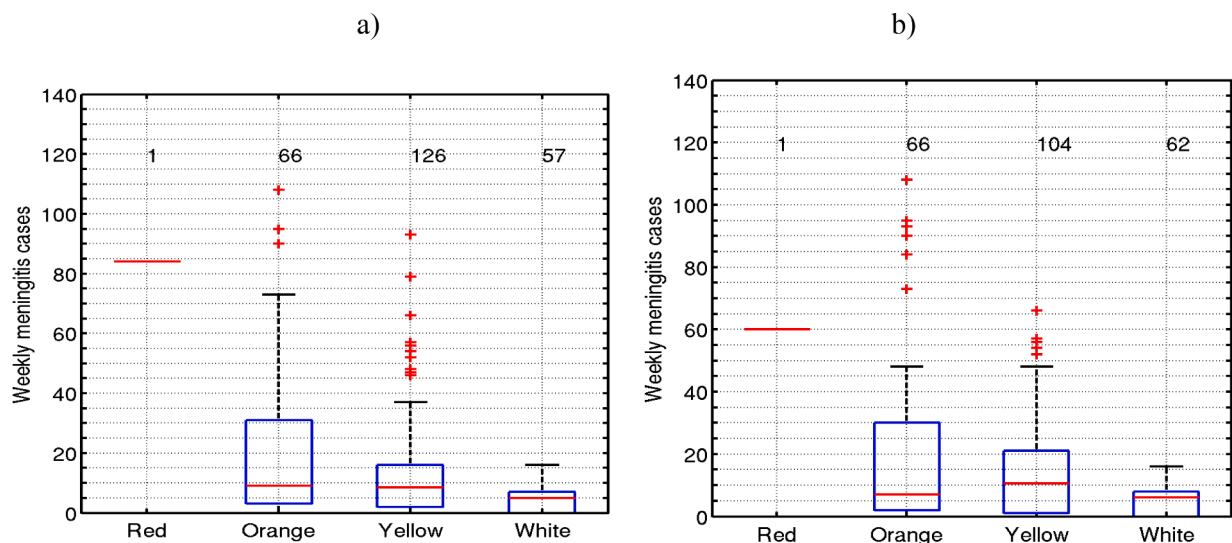 a)
b)
140
120
100
80
60
40
20
0
Weekly meningitis cases
1
66
126
57
Red
Orange
Yellow
White
140
120
100
80
60
40
20
0
Weekly meningitis cases
1
66
104
62
Red
Orange
Yellow
White